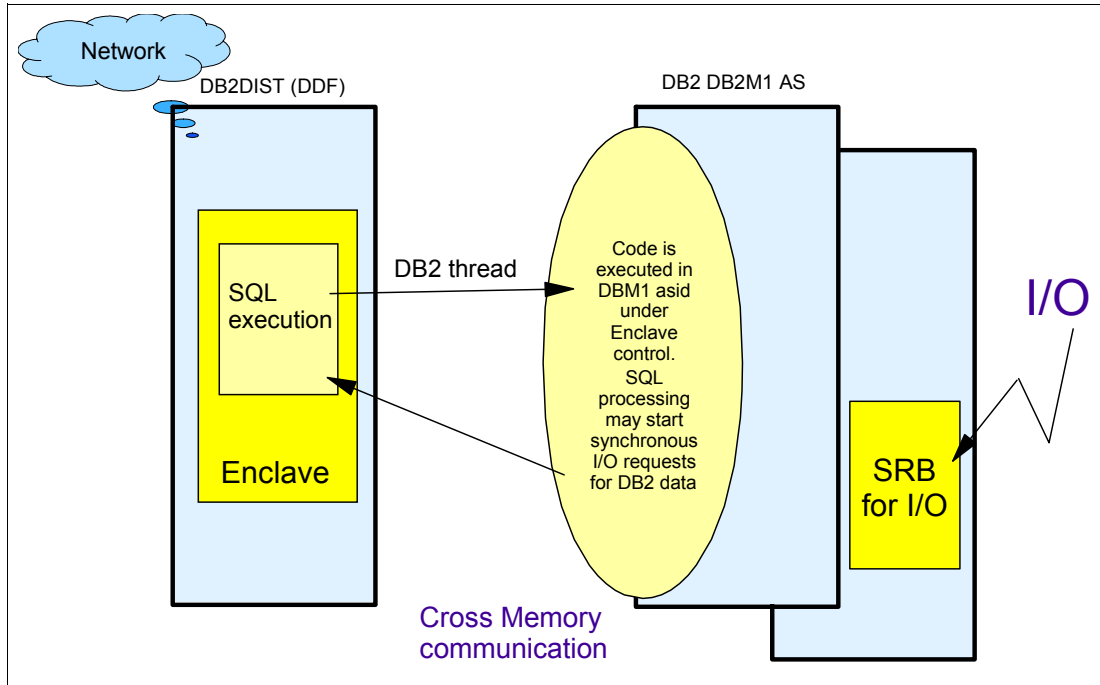 Network
DB2DIST (DDF)
DB2 DB2M1 AS
SQL
execution
Enclave
DB2 thread
Code is
executed in
DBM1 asid
under
Enclave
control.
SQL
processing
may start
synchronous
I/O requests
for DB2 data
I/O
SRB
for I/O
Cross Memory
communication